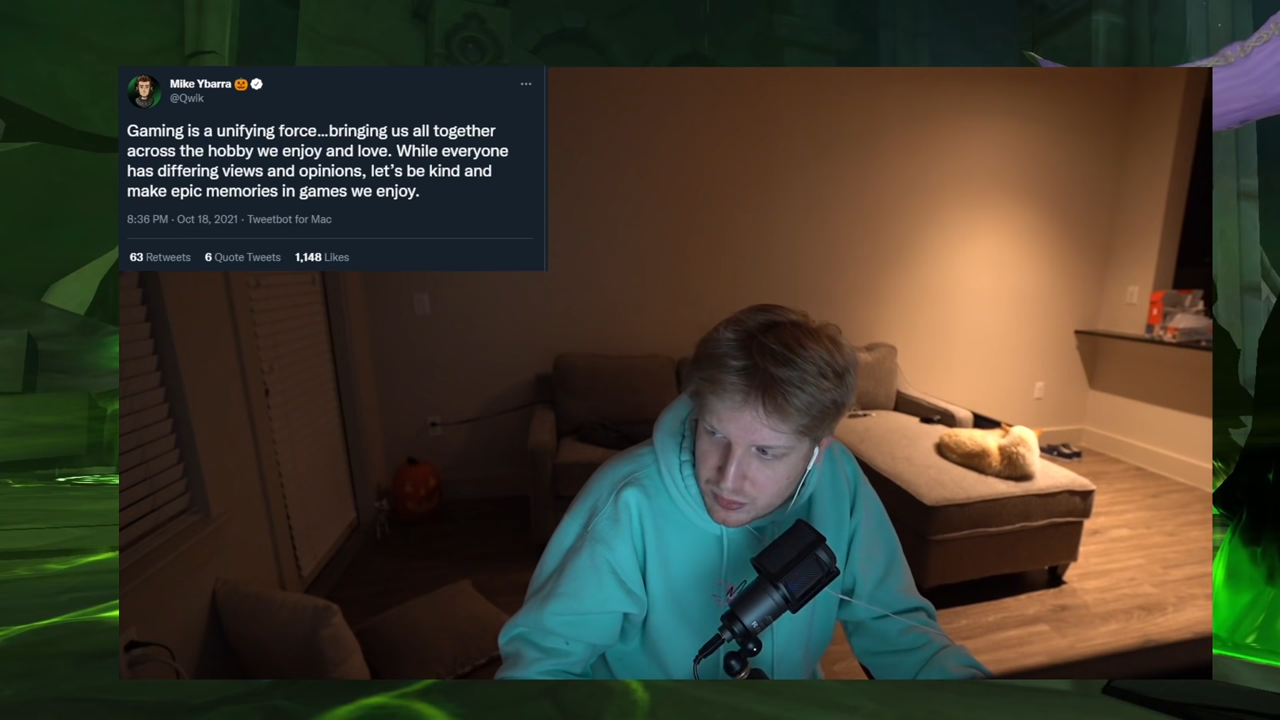 Mike Ybarra 🎃
@Qwik
Gaming is a unifying force...bringing us all together
across the hobby we enjoy and love. While everyone
has differing views and opinions, let's be kind and
make epic memories in games we enjoy.
8:36 PM · Oct 18, 2021 · Tweetbot for Mac
63 Retweets 6 Quote Tweets 1,148 Likes